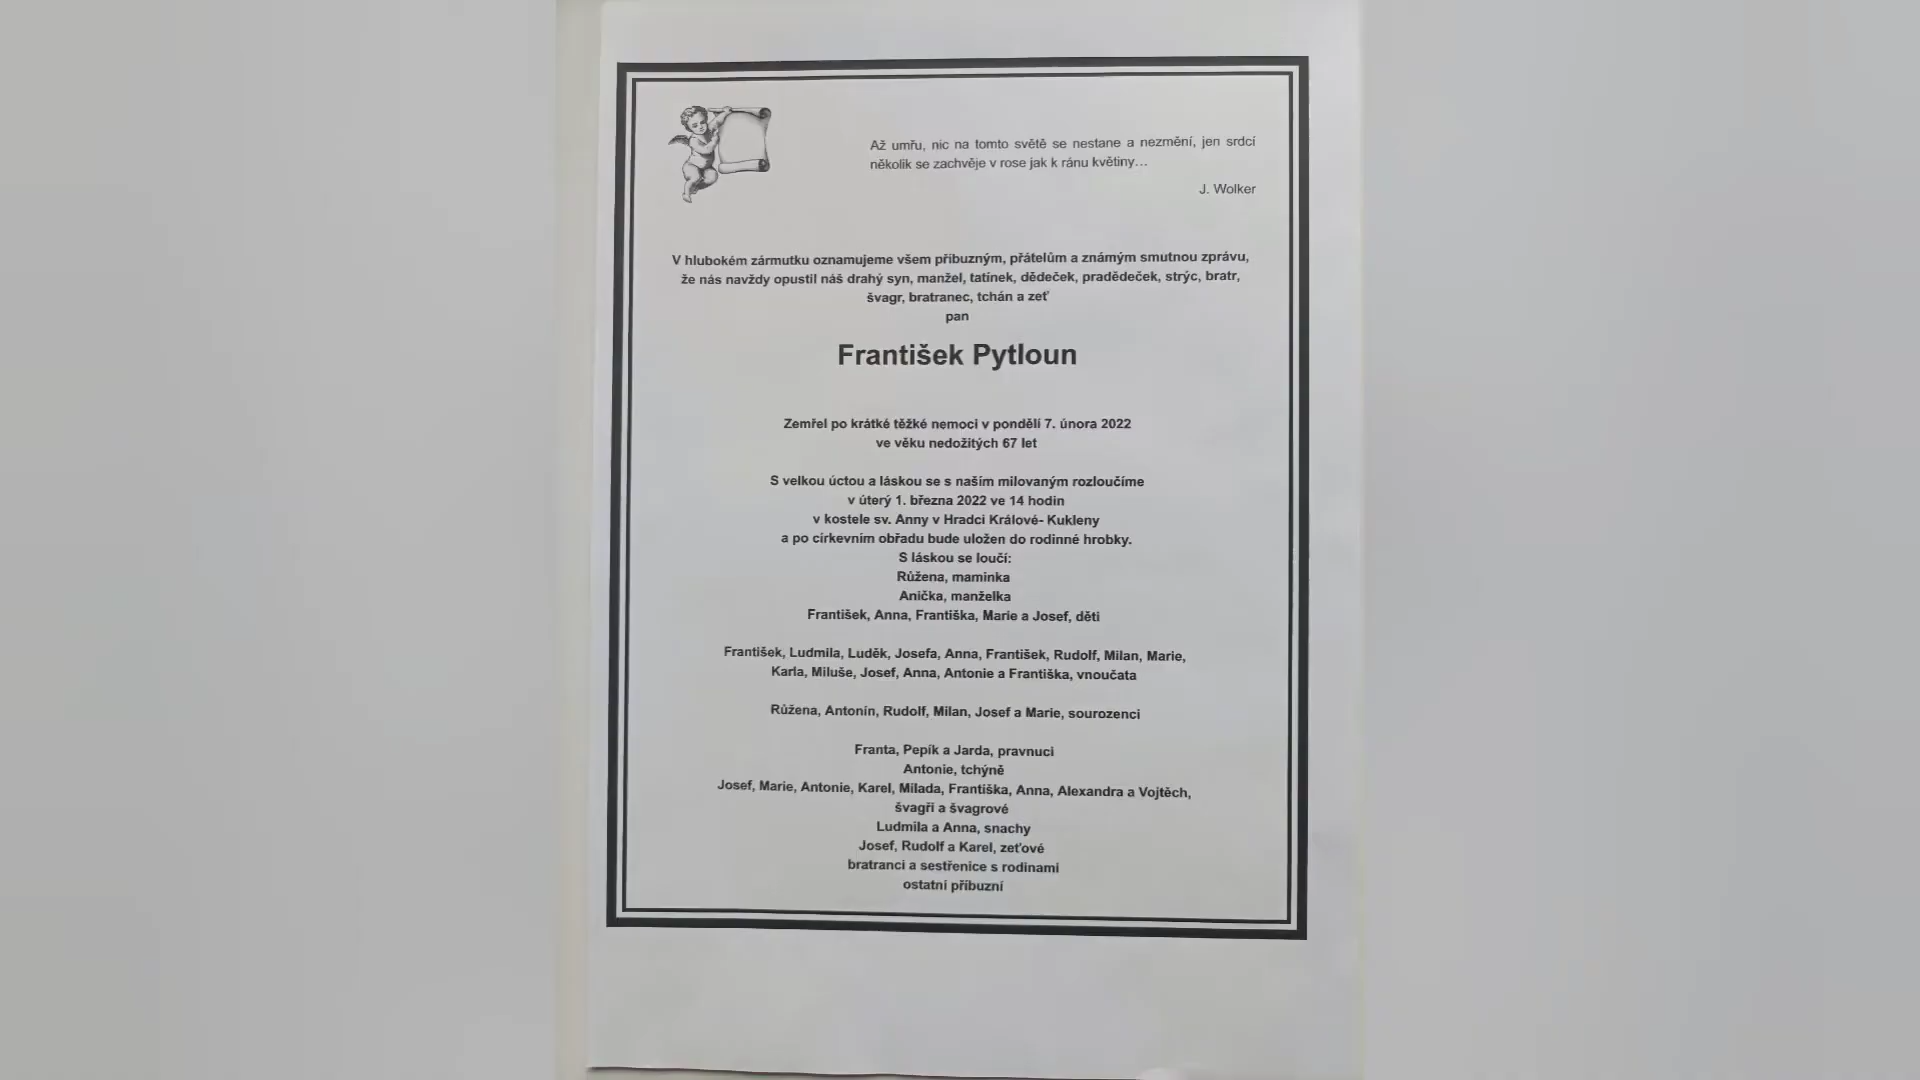 Až umřu, nic na tomto světě se nestane a nezmění, jen srdcí
několik se zachvěje v rose jak k ránu květiny…
J. Wolker
V hlubokém zármutku oznamujeme všem příbuzným, přátelům a známým smutnou zprávu,
že nás navždy opustil náš drahý syn, manžel, tatínek, dědeček, pradědeček, strýc, bratr,
švagr, bratranec, tchán a zeť
pan
František Pytloun
Zemřel po krátké těžké nemoci v pondělí 7. února 2022
ve věku nedožitých 67 let
S velkou úctou a láskou se s naším milovaným rozloučíme
v úterý 1. března 2022 ve 14 hodin
v kostele sv. Anny v Hradci Králové- Kukleny
a po církevním obřadu bude uložen do rodinné hrobky.
S láskou se loučí:
Růžena, maminka
Anička, manželka
František, Anna, Františka, Marie a Josef, děti
František, Ludmila, Luděk, Josefa, Anna, František, Rudolf, Milan, Marie,
Karla, Miluše, Josef, Anna, Antonie a Františka, vnoučata
Růžena, Antonín, Rudolf, Milan, Josef a Marie, sourozenci
Franta, Pepík a Jarda, pravnuci
Antonie, tchýně
Josef, Marie, Antonie, Karel, Milada, Františka, Anna, Alexandra a Vojtěch,
švagři a švagrové
Ludmila a Anna, snachy
Josef, Rudolf a Karel, zeťové
bratranci a sestřenice s rodinami
ostatní příbuzní